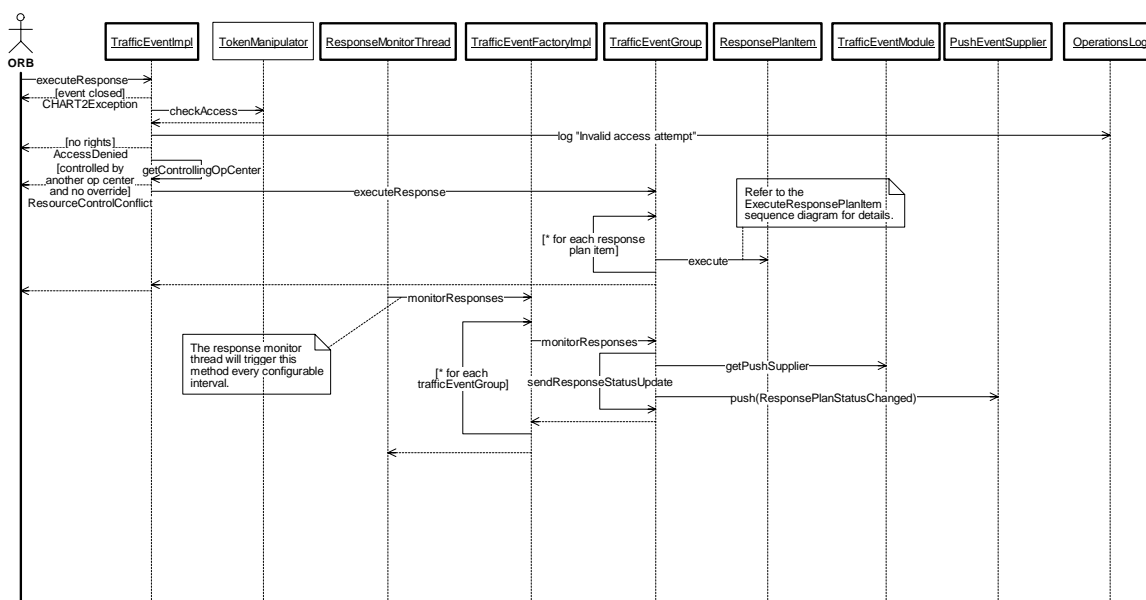 ORB
TrafficEventImpl
TokenManipulator
ResponseMonitorThread
TrafficEventFactoryImpl
TrafficEventGroup
ResponsePlanItem
TrafficEventModule
PushEventSupplier
OperationsLog
executeResponse
[event closed]
CHART2Exception
checkAccess
log "Invalid access attempt"
[no rights]
AccessDenied
[controlled by
another op center
and no override]
ResourceControlConflict
getControllingOpCenter
executeResponse
Refer to the
ExecuteResponsePlanItem
sequence diagram for details.
[* for each response
plan item]
execute
monitorResponses
The response monitor
thread will trigger this
method every configurable
interval.
monitorResponses
[* for each
trafficEventGroup]
getPushSupplier
sendResponseStatusUpdate
push(ResponsePlanStatusChanged)